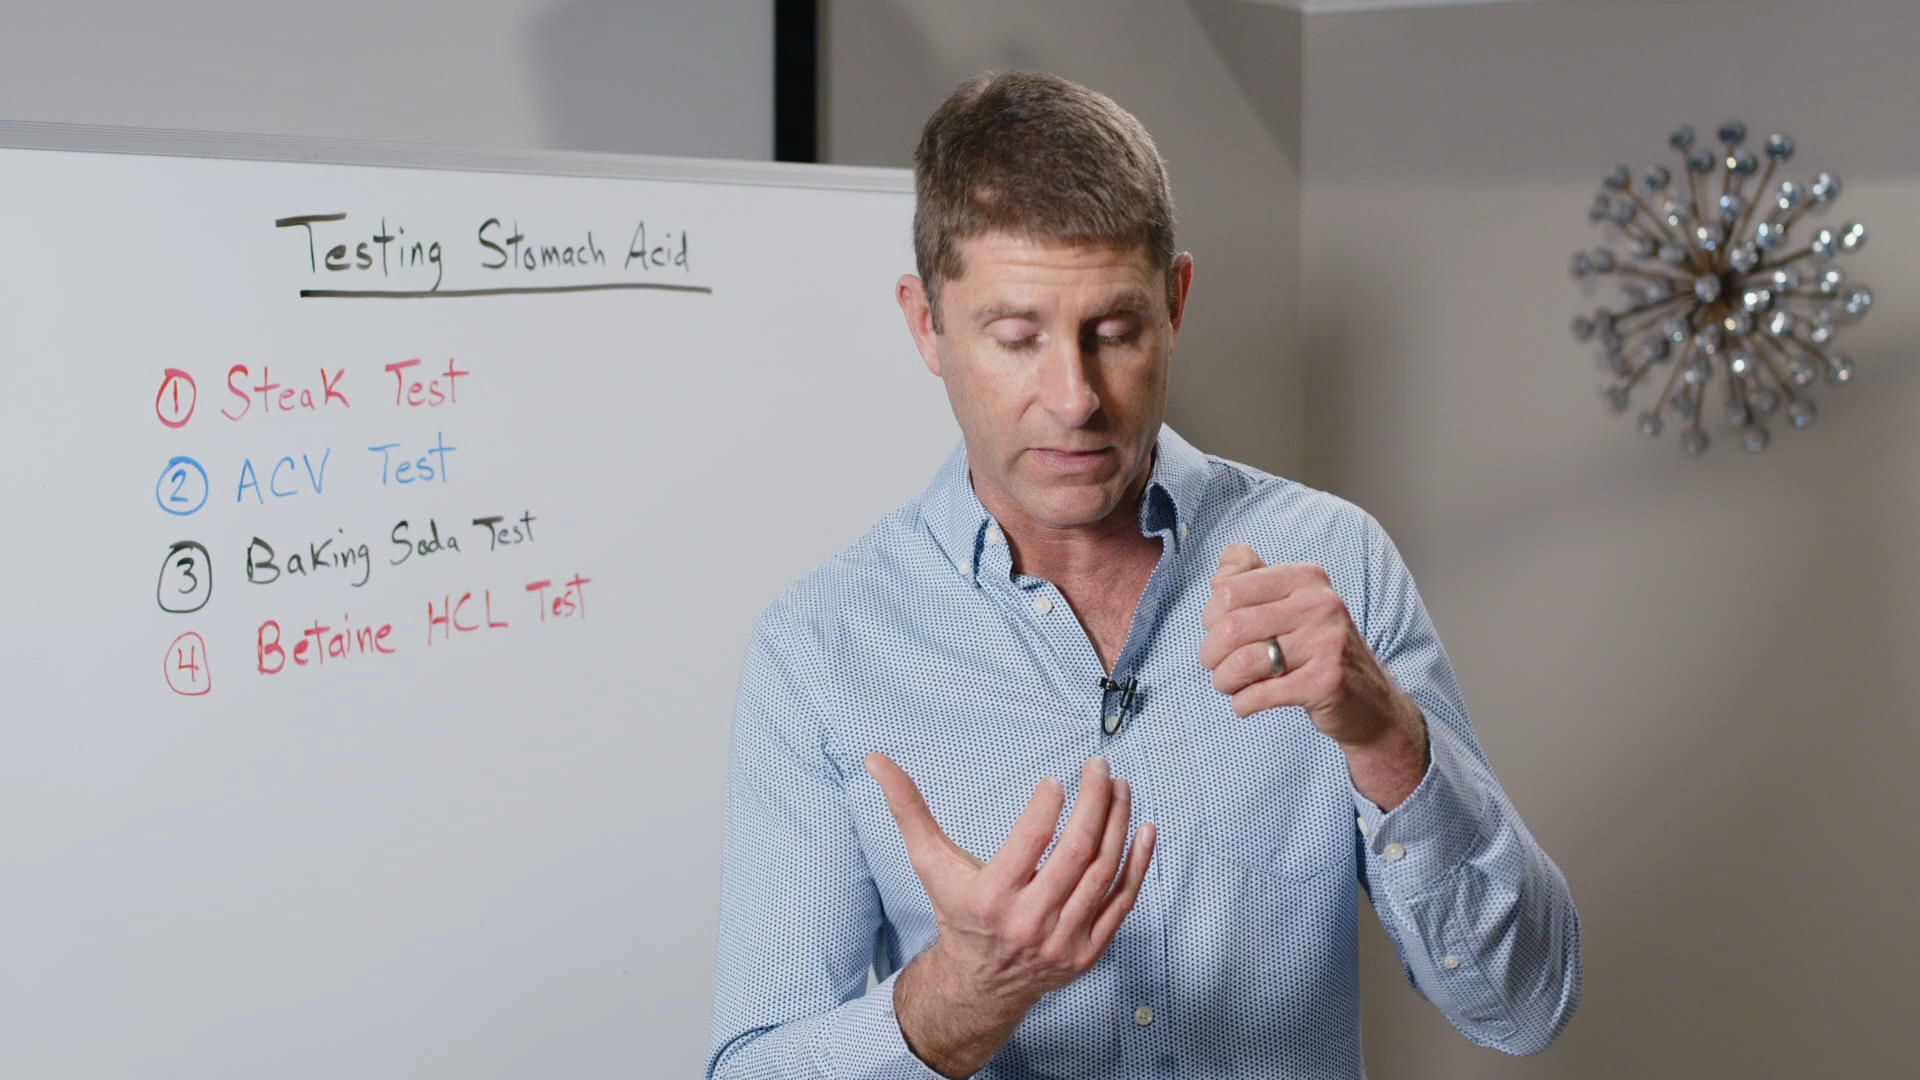 Testing Stomach Acid
① Steak Test
② ACV Test
③ Baking Soda Test
④ Betaine HCL Test